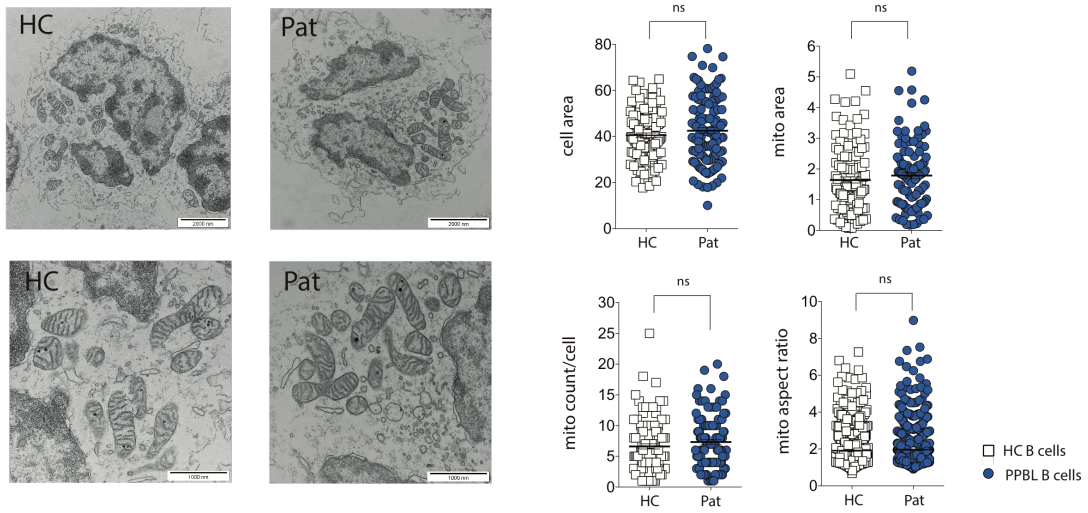 HC
2000 nm
Pat
2000 nm
HC
1000 nm
Pat
1000 nm
ns
cell area
80
60
40
20
0
HC Pat
ns
mito area
6
5
4
3
2
1
0
HC Pat
ns
mito count/cell
30
25
20
15
10
5
0
HC Pat
ns
mito aspect ratio
10
8
6
4
2
0
HC Pat
HC B cells
PPBL B cells